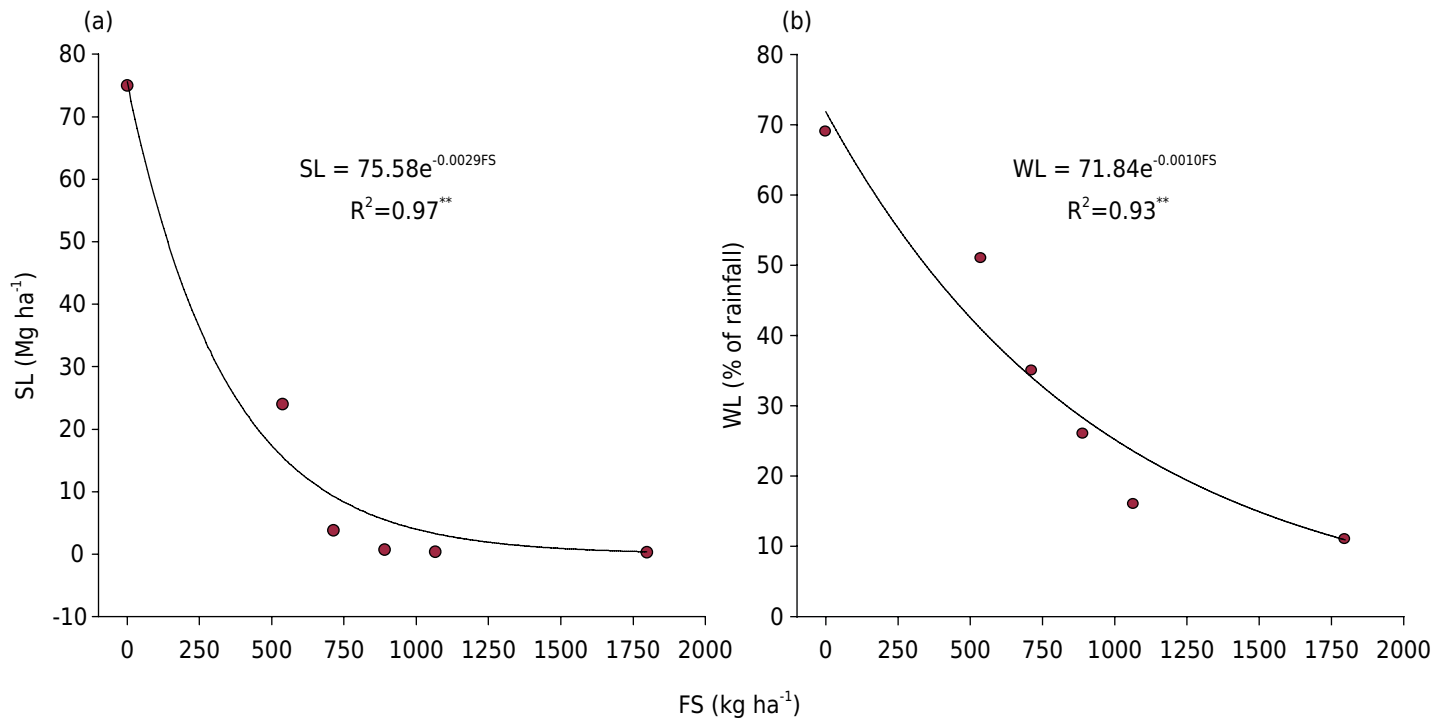 (a)
80
70
60
50
40
30
20
10
0
-10
SL (Mg ha⁻¹)
SL = 75.58e⁻⁰·⁰⁰²⁹ᶠˢ
R²=0.97**
0 250 500 750 1000 1250 1500 1750 2000
(b)
80
70
60
50
40
30
20
10
0
WL (% of rainfall)
WL = 71.84e⁻⁰·⁰⁰¹⁰ᶠˢ
R²=0.93**
0 250 500 750 1000 1250 1500 1750 2000
FS (kg ha⁻¹)